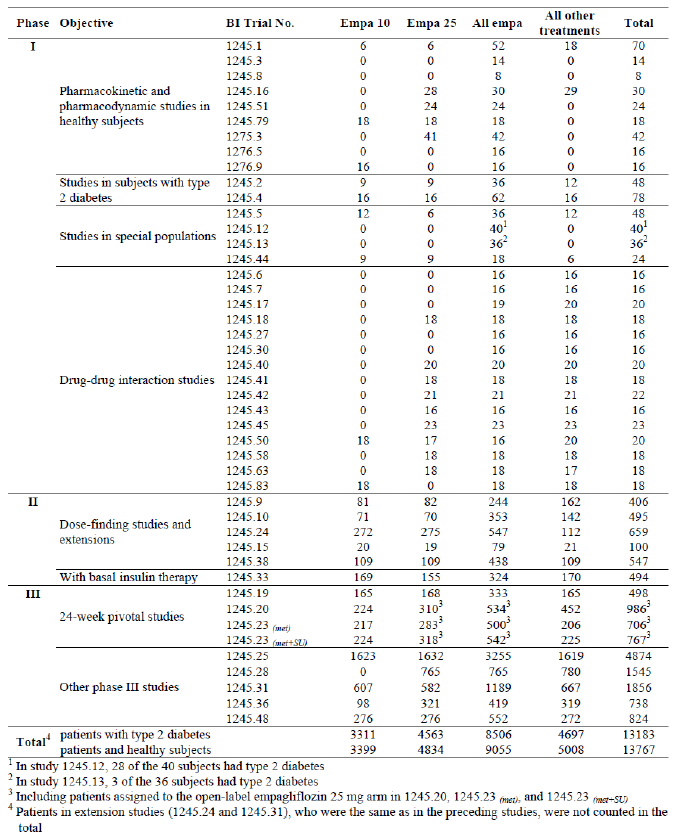 Phase Objective BI Trial No. Empa 10 Empa 25 All empa All other treatments Total
I Pharmacokinetic and pharmacodynamic studies in healthy subjects 1245.1 6 6 52 18 70
1245.3 0 0 14 0 14
1245.8 0 0 8 0 8
1245.16 0 28 30 29 30
1245.51 0 24 24 0 24
1245.79 18 18 18 0 18
1275.3 0 41 42 0 42
1276.5 0 0 16 0 16
1276.9 16 0 16 0 16
Studies in subjects with type 2 diabetes 1245.2 9 9 36 12 48
1245.4 16 16 62 16 78
Studies in special populations 1245.5 12 6 36 12 48
1245.12 0 0 40¹ 0 40¹
1245.13 0 0 36² 0 36²
1245.44 9 9 18 6 24
Drug-drug interaction studies 1245.6 0 0 16 16 16
1245.7 0 0 16 16 16
1245.17 0 0 19 20 20
1245.18 0 18 18 18 18
1245.27 0 0 16 16 16
1245.30 0 0 16 16 16
1245.40 0 20 20 20 20
1245.41 0 18 18 18 18
1245.42 0 21 21 21 22
1245.43 0 16 16 16 16
1245.45 0 23 23 23 23
1245.50 18 17 16 20 20
1245.58 0 18 18 18 18
1245.63 0 18 18 17 18
1245.83 18 0 18 18 18
II Dose-finding studies and extensions 1245.9 81 82 244 162 406
1245.10 71 70 353 142 495
1245.24 272 275 547 112 659
1245.15 20 19 79 21 100
1245.38 109 109 438 109 547
With basal insulin therapy 1245.33 169 155 324 170 494
III 24-week pivotal studies 1245.19 165 168 333 165 498
1245.20 224 310³ 534³ 452 986³
1245.23 (met) 217 283³ 500³ 206 706³
1245.23 (met+SU) 224 318³ 542³ 225 767³
Other phase III studies 1245.25 1623 1632 3255 1619 4874
1245.28 0 765 765 780 1545
1245.31 607 582 1189 667 1856
1245.36 98 321 419 319 738
1245.48 276 276 552 272 824
Total⁴ patients with type 2 diabetes 3311 4563 8506 4697 13183
patients and healthy subjects 3399 4834 9055 5008 13767
¹ In study 1245.12, 28 of the 40 subjects had type 2 diabetes
² In study 1245.13, 3 of the 36 subjects had type 2 diabetes
³ Including patients assigned to the open-label empagliflozin 25 mg arm in 1245.20, 1245.23 (met), and 1245.23 (met+SU)
⁴ Patients in extension studies (1245.24 and 1245.31), who were the same as in the preceding studies, were not counted in the
total